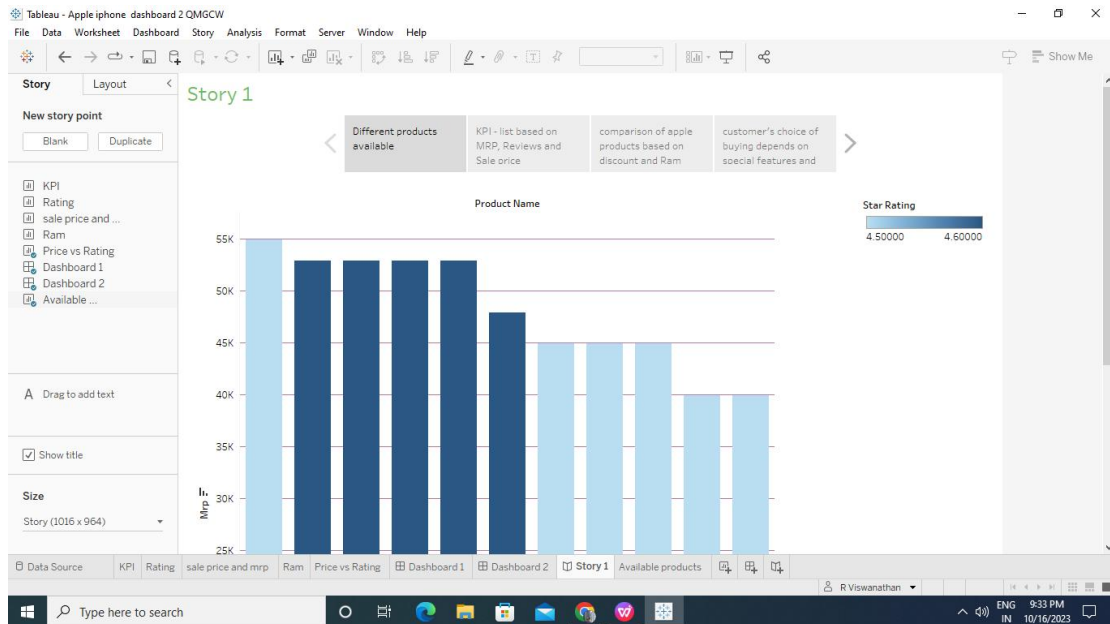 Tableau - Apple iphone dashboard 2 QMGCW
File Data Worksheet Dashboard Story Analysis Format Server Window Help
Show Me
Story Layout
New story point
Blank Duplicate
KPI
Rating
sale price and ...
Ram
Price vs Rating
Dashboard 1
Dashboard 2
Available ...
A Drag to add text
Show title
Size
Story (1016 x 964)
Story 1
Different products
available
KPI - list based on
MRP, Reviews and
Sale price
comparison of apple
products based on
discount and Ram
customer's choice of
buying depends on
special features and
Product Name
55K
50K
45K
40K
35K
30K
25K
Mrp
Star Rating
4.50000 4.60000
Data Source KPI Rating sale price and mrp Ram Price vs Rating Dashboard 1 Dashboard 2 Story 1 Available products
R Viswanathan
Type here to search
ENG 9:33 PM
IN 10/16/2023